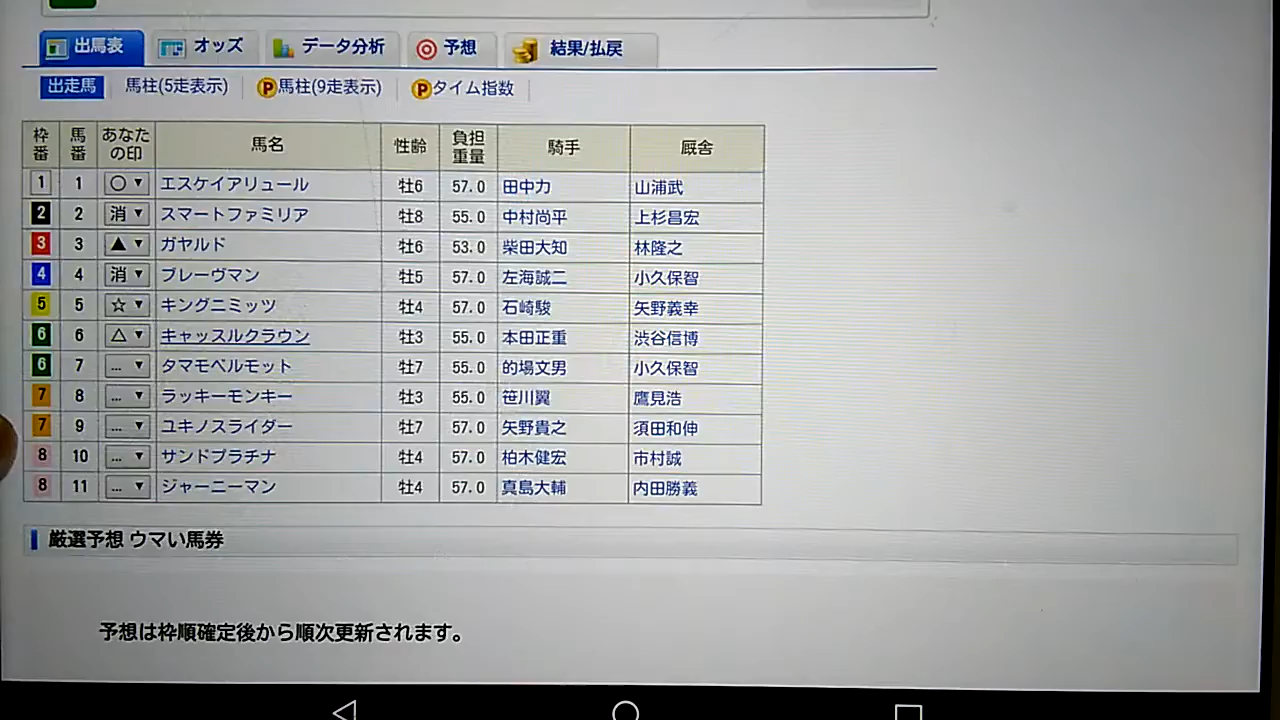 出馬表 オッズ データ分析 予想 結果/払戻
出走馬 馬柱(5走表示) P馬柱(9走表示) Pタイム指数
枠番 馬番 あなたの印 馬名 性齢 負担重量 騎手 厩舎
1 1 ○▼ エスケイアリュール 牡6 57.0 田中力 山浦武
2 2 消▼ スマートファミリア 牡8 55.0 中村尚平 上杉昌宏
3 3 ▲▼ ガヤルド 牡6 53.0 柴田大知 林隆之
4 4 消▼ ブレーヴマン 牡5 57.0 左海誠二 小久保智
5 5 ☆▼ キングニミッツ 牡4 57.0 石崎駿 矢野義幸
6 6 △▼ キャッスルクラウン 牡3 55.0 本田正重 渋谷信博
6 7 …▼ タマモベルモット 牡7 55.0 的場文男 小久保智
7 8 …▼ ラッキーモンキー 牡3 55.0 笹川翼 鷹見浩
7 9 …▼ ユキノスライダー 牡7 57.0 矢野貴之 須田和伸
8 10 …▼ サンドプラチナ 牡4 57.0 柏木健宏 市村誠
8 11 …▼ ジャーニーマン 牡4 57.0 真島大輔 内田勝義
厳選予想 ウマい馬券
予想は枠順確定後から順次更新されます。